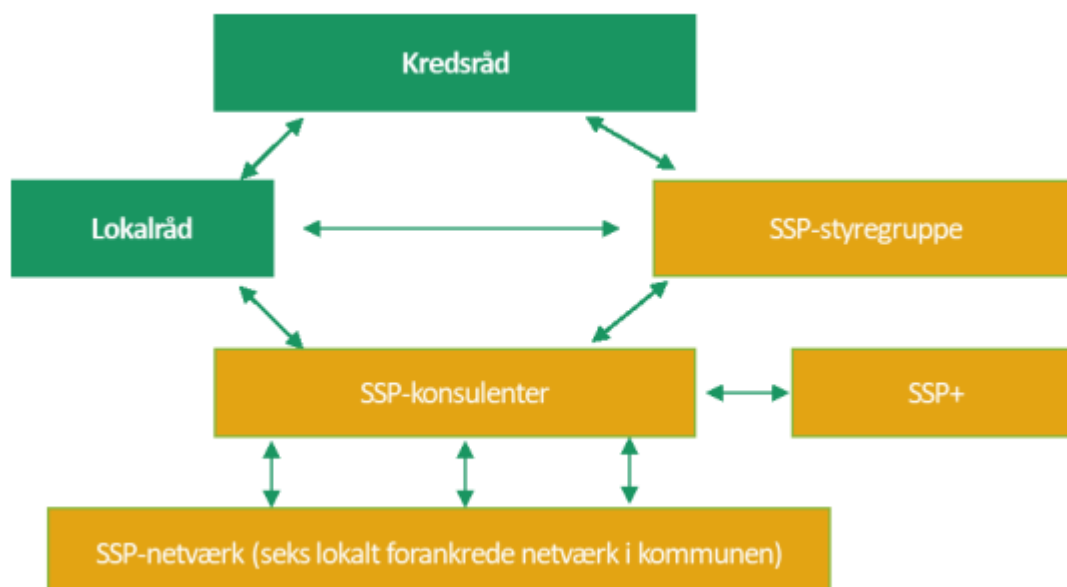 Kredsråd
Lokalråd
SSP-styregruppe
SSP-konsulenter
SSP+
SSP-netværk (seks lokalt forankrede netværk i kommunen)